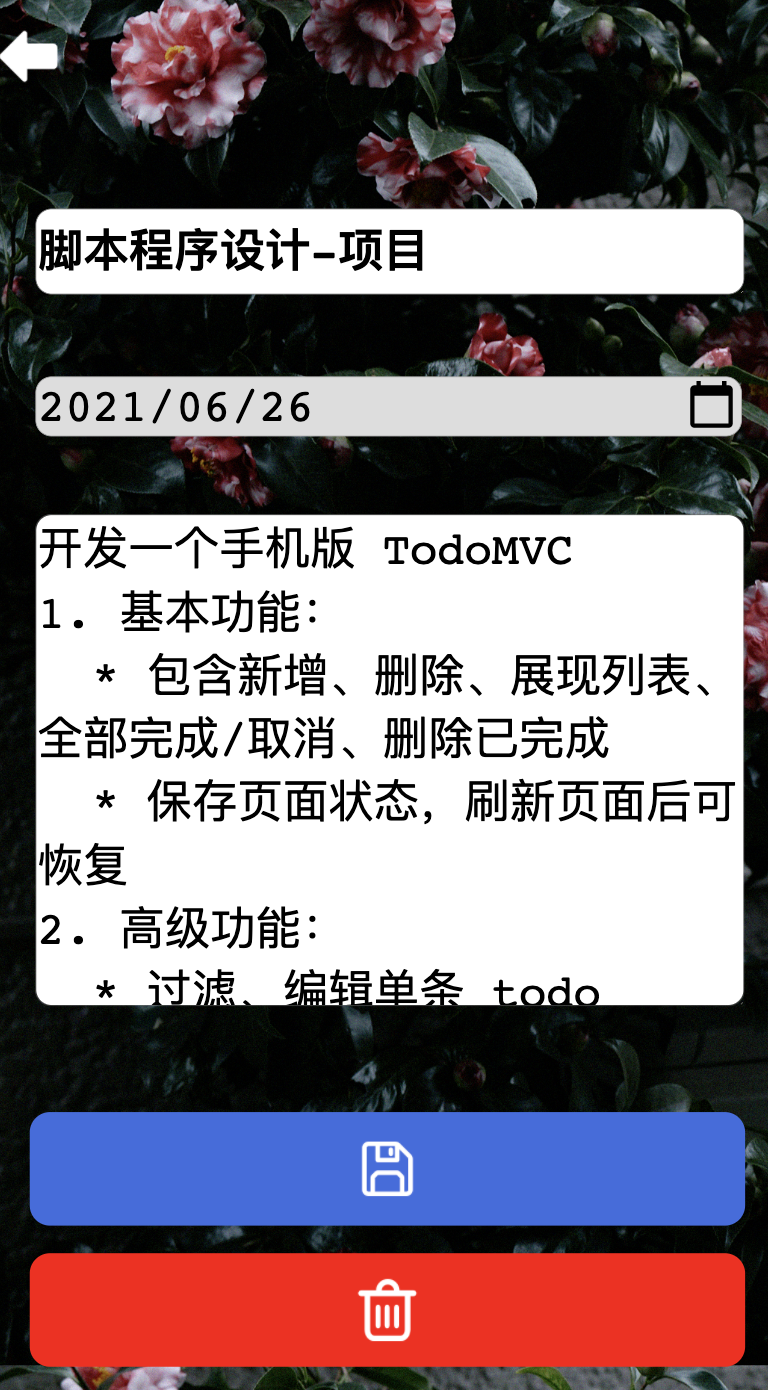 脚本程序设计-项目
2021/06/26
开发一个手机版 TodoMVC
1. 基本功能：
* 包含新增、删除、展现列表、
全部完成/取消、删除已完成
* 保存页面状态，刷新页面后可
恢复
2. 高级功能：
* 过滤、编辑单条 todo